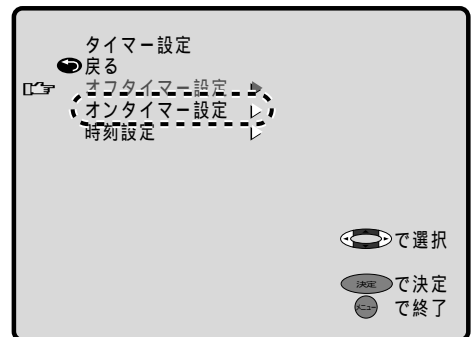 タイマー設定
戻る
オフタイマー設定
オンタイマー設定
時刻設定
で選択
決定 で決定
メニュー で終了